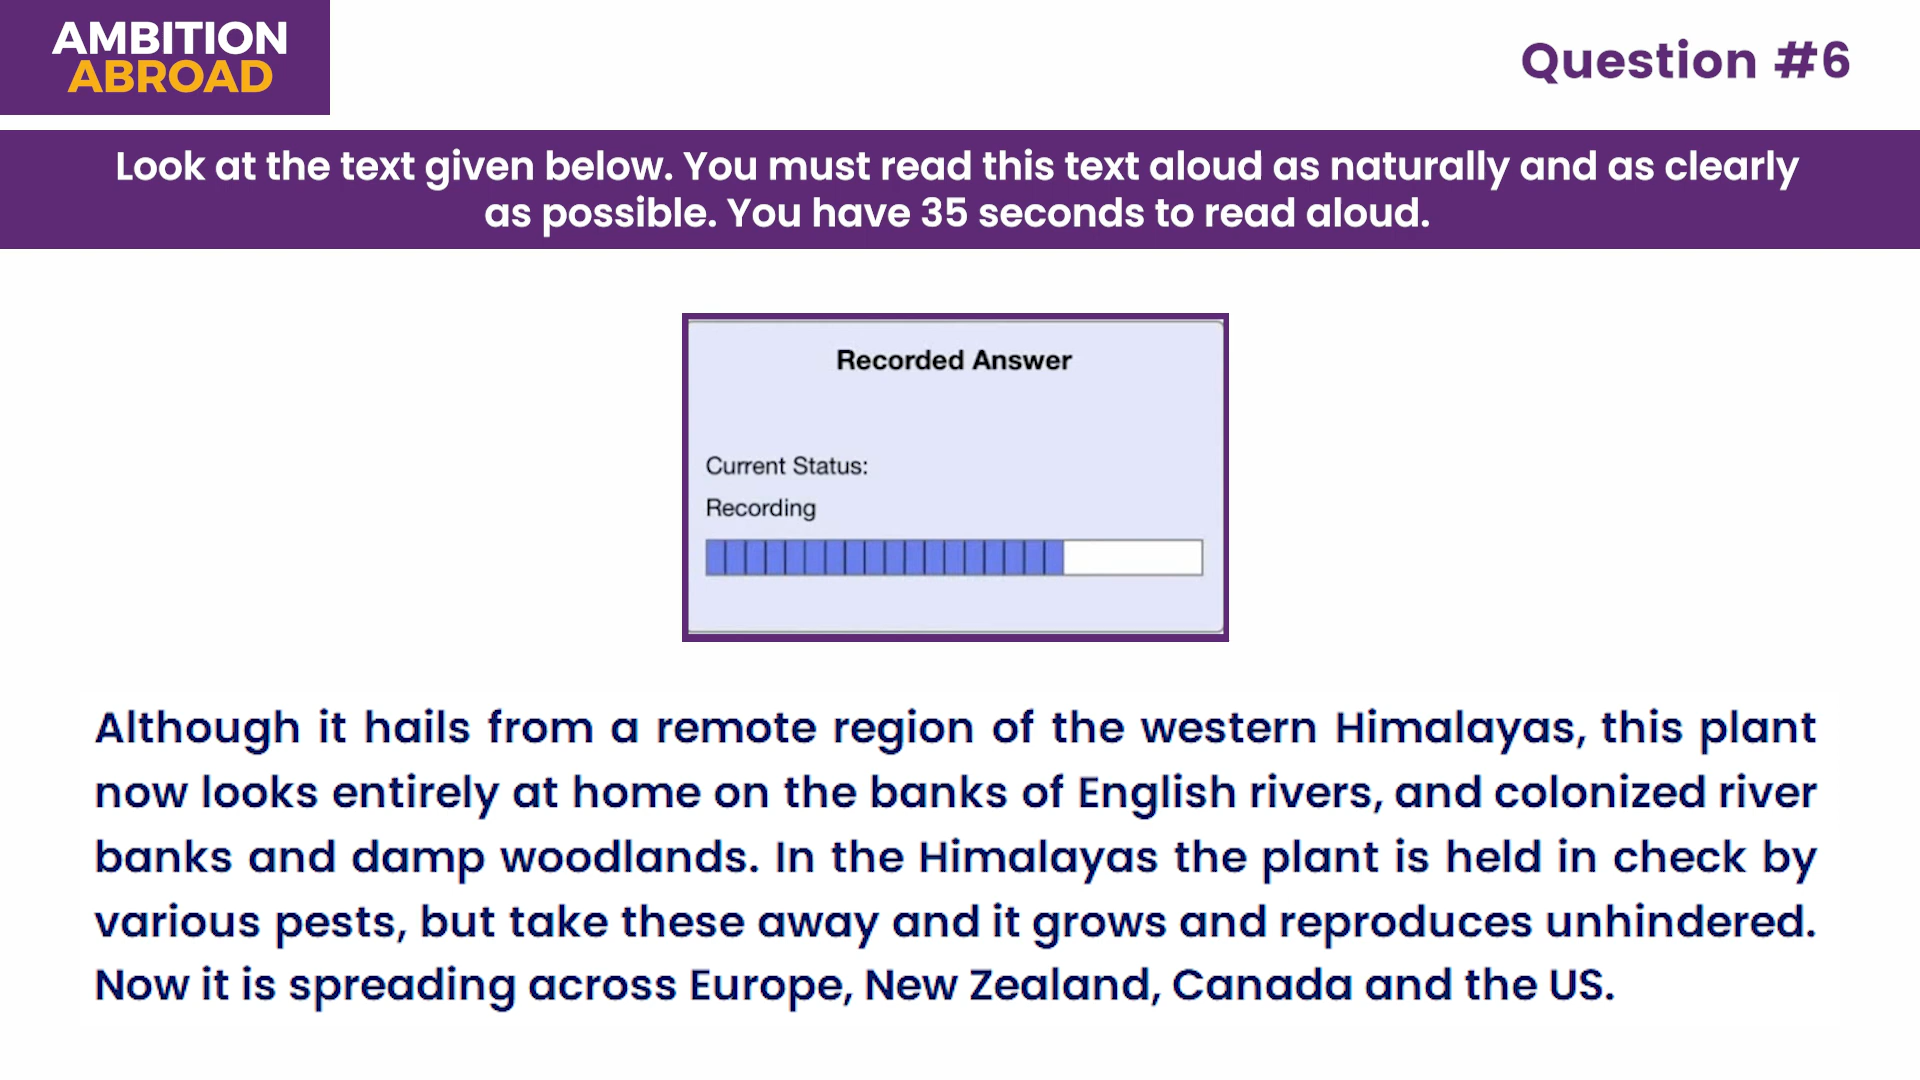 AMBITION
ABROAD
Question #6
Look at the text given below. You must read this text aloud as naturally and as clearly
as possible. You have 35 seconds to read aloud.
Recorded Answer
Current Status:
Recording
Although it hails from a remote region of the western Himalayas, this plant
now looks entirely at home on the banks of English rivers, and colonized river
banks and damp woodlands. In the Himalayas the plant is held in check by
various pests, but take these away and it grows and reproduces unhindered.
Now it is spreading across Europe, New Zealand, Canada and the US.